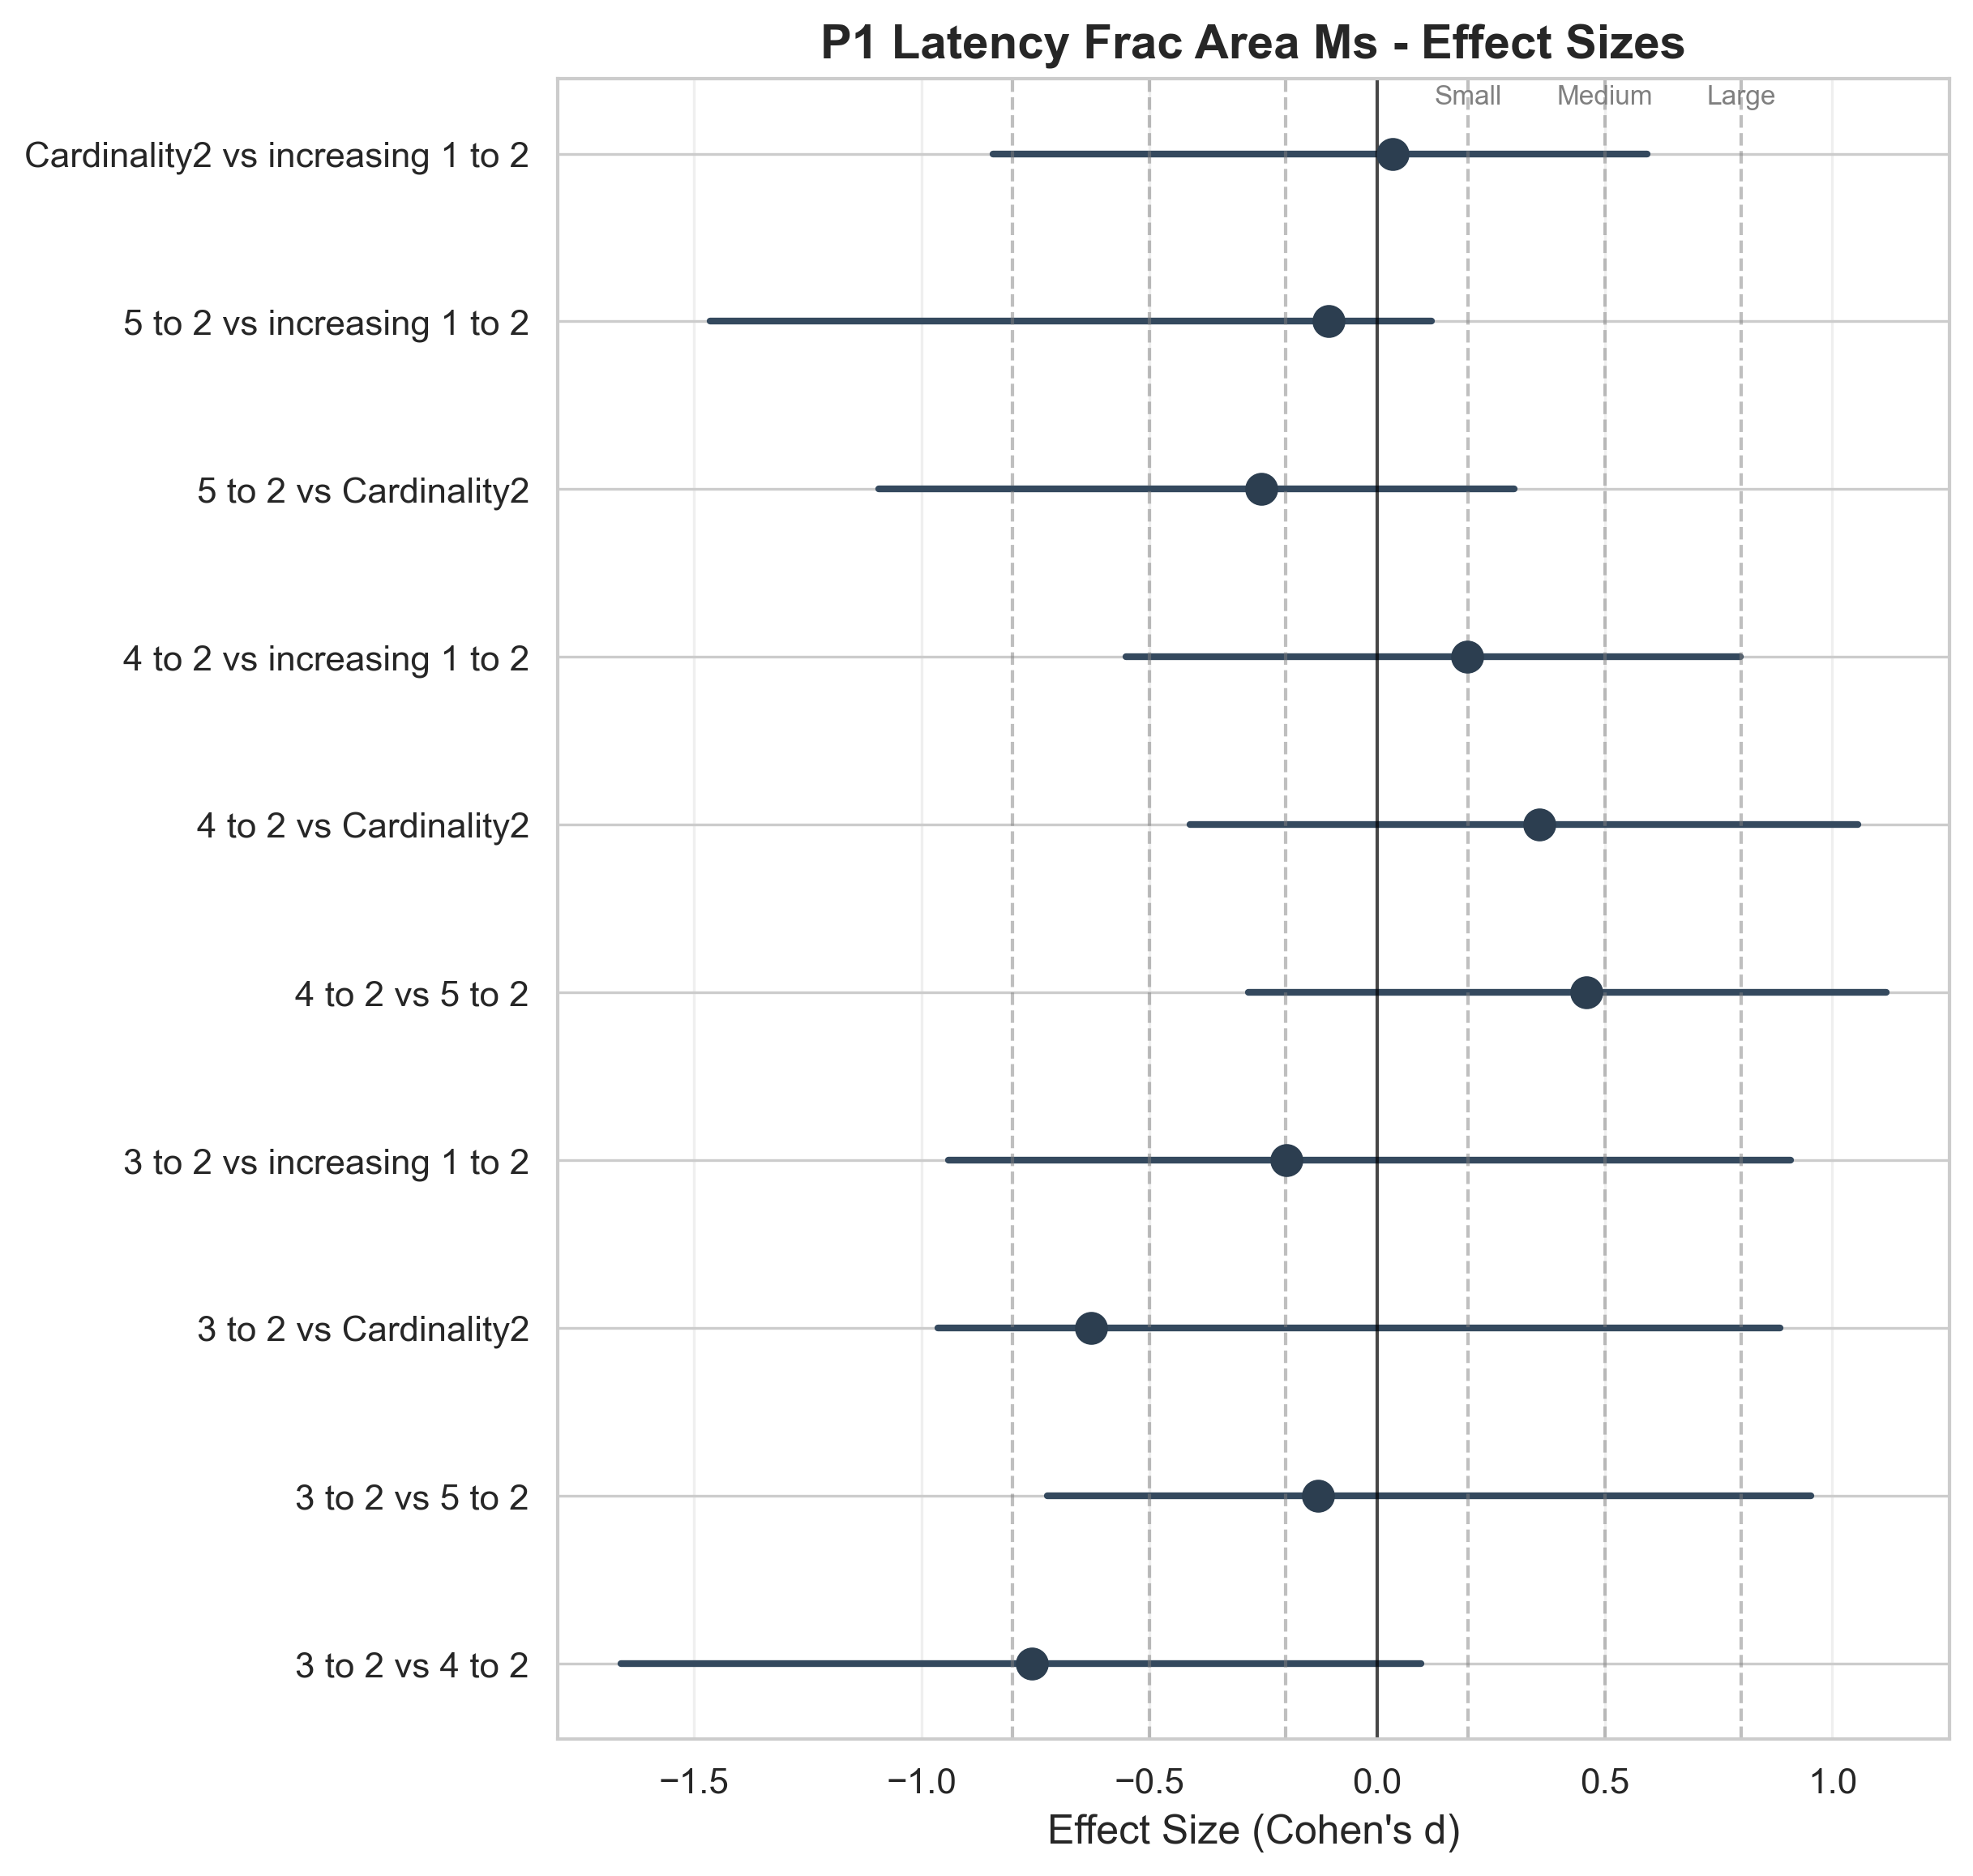 P1 Latency Frac Area Ms - Effect Sizes
Small Medium Large
Cardinality2 vs increasing 1 to 2
5 to 2 vs increasing 1 to 2
5 to 2 vs Cardinality2
4 to 2 vs increasing 1 to 2
4 to 2 vs Cardinality2
4 to 2 vs 5 to 2
3 to 2 vs increasing 1 to 2
3 to 2 vs Cardinality2
3 to 2 vs 5 to 2
3 to 2 vs 4 to 2
−1.5 −1.0 −0.5 0.0 0.5 1.0
Effect Size (Cohen's d)